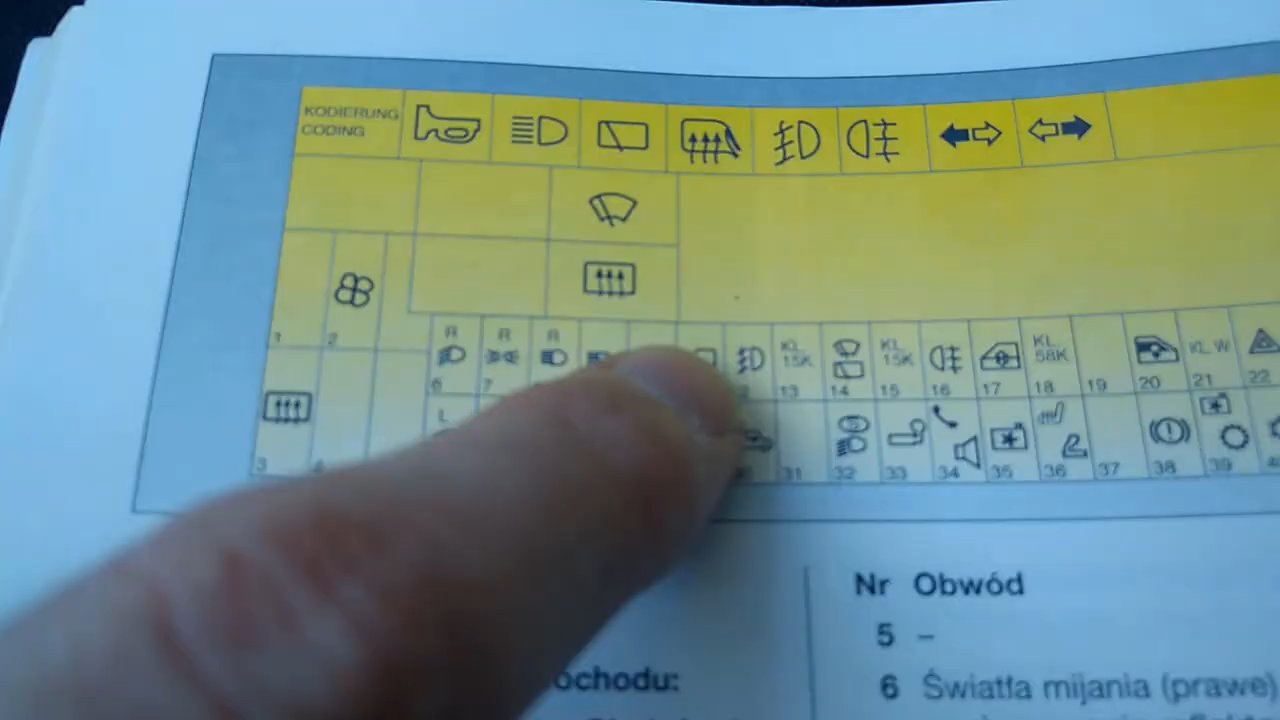 KODIERUNG
CODING
1 2
R R R
6 7
KL 15K KL 15K KL 58K KL W
13 14 15 16 17 18 19 20 21 22
L
3
31 32 33 34 35 36 37 38 39
Nr Obwód
5 –
ochodu:
6 Światła mijania (prawe)